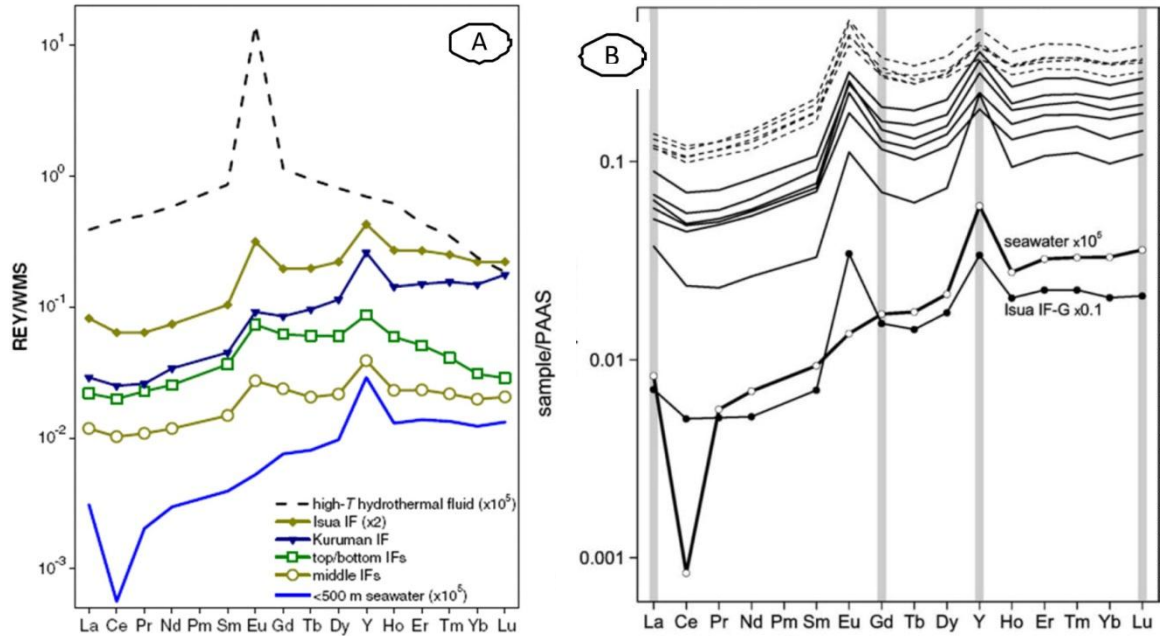 A
10¹
10⁰
10⁻¹
10⁻²
10⁻³
REY/WMS
high-T hydrothermal fluid (x10⁵)
Isua IF (x2)
Kuruman IF
top/bottom IFs
middle IFs
<500 m seawater (x10⁵)
La Ce Pr Nd Pm Sm Eu Gd Tb Dy Y Ho Er Tm Yb Lu
B
0.1
0.01
0.001
sample/PAAS
seawater x10⁵
Isua IF-G x0.1
La Ce Pr Nd Pm Sm Eu Gd Tb Dy Y Ho Er Tm Yb Lu